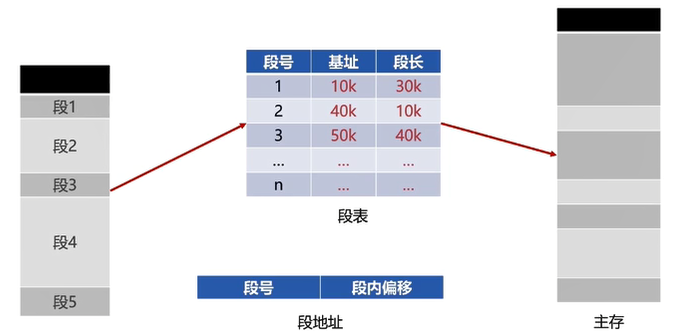 段1
段2
段3
段4
段5
段号 基址 段长
1 10k 30k
2 40k 10k
3 50k 40k
... ... ...
n ... ...
段表
段号 段内偏移
段地址
主存